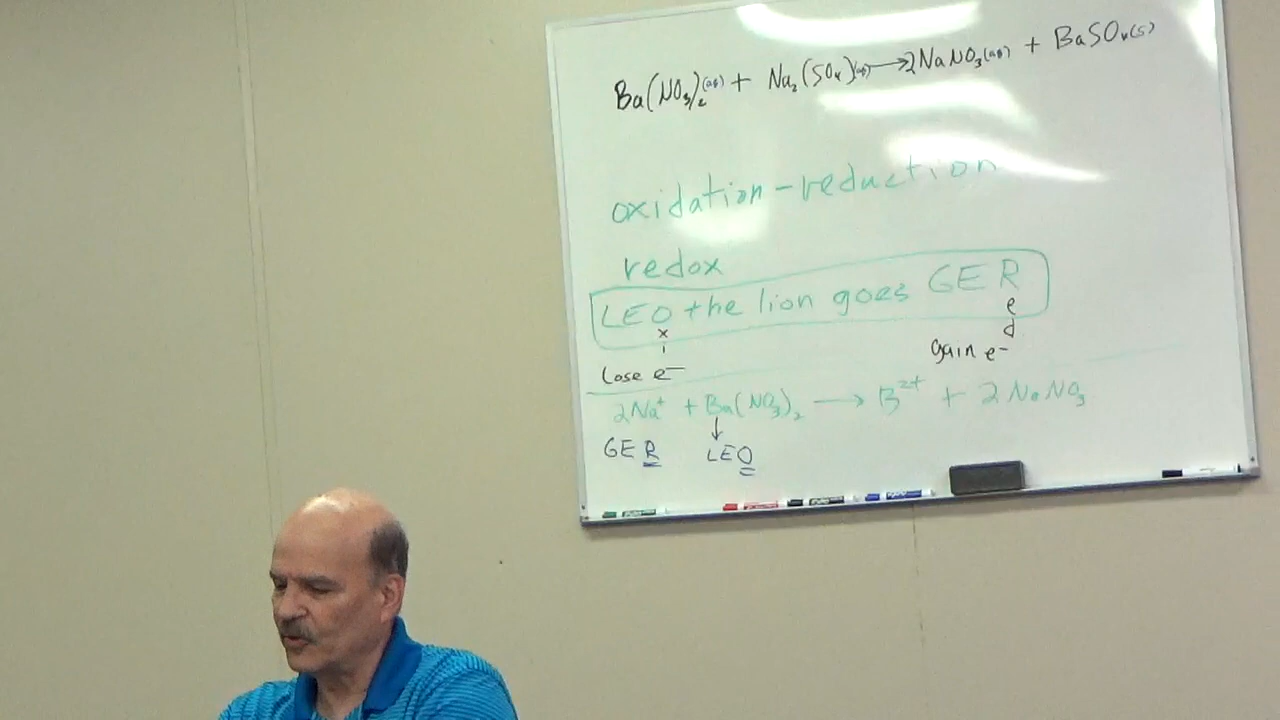 Ba(NO₃)₂(aq) + Na₂(SO₄)(aq) → 2NaNO₃(aq) + BaSO₄(s)
oxidation-reduction
redox
LEO the lion goes GER
x e
i d
Lose e⁻ gain e⁻
2Na⁺ + Ba(NO₃)₂ → B²⁺ + 2NaNO₃
GER LEO